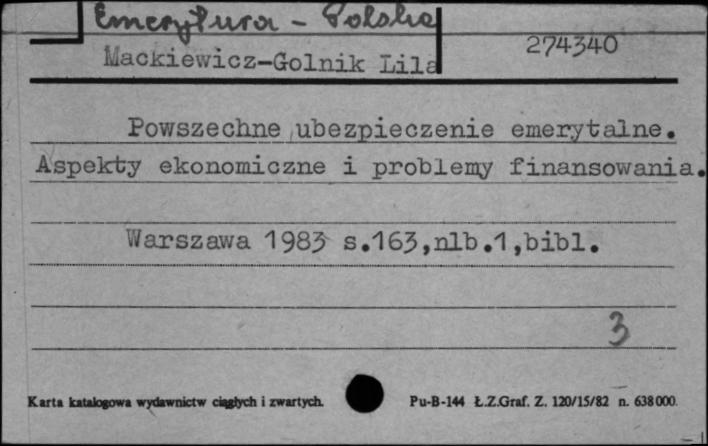 Emerytura - Polska
Mackiewicz-Golnik Lila
274340
Powszechne ubezpieczenie emerytalne.
Aspekty ekonomiczne i problemy finansowania.
Warszawa 1983 s.163,nlb.1,bibl.
3
Karta katalogowa wydawnictw ciągłych i zwartych.
Pu-B-144 Ł.Z.Graf. Z. 120/15/82 n. 638000.